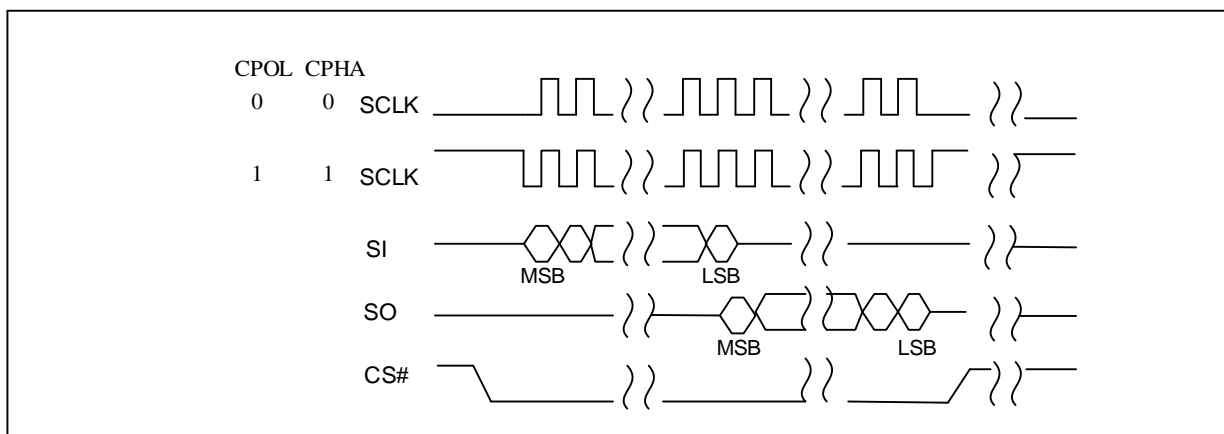 CPOL CPHA
0 0 SCLK
1 1 SCLK
SI
MSB LSB
SO
MSB LSB
CS#